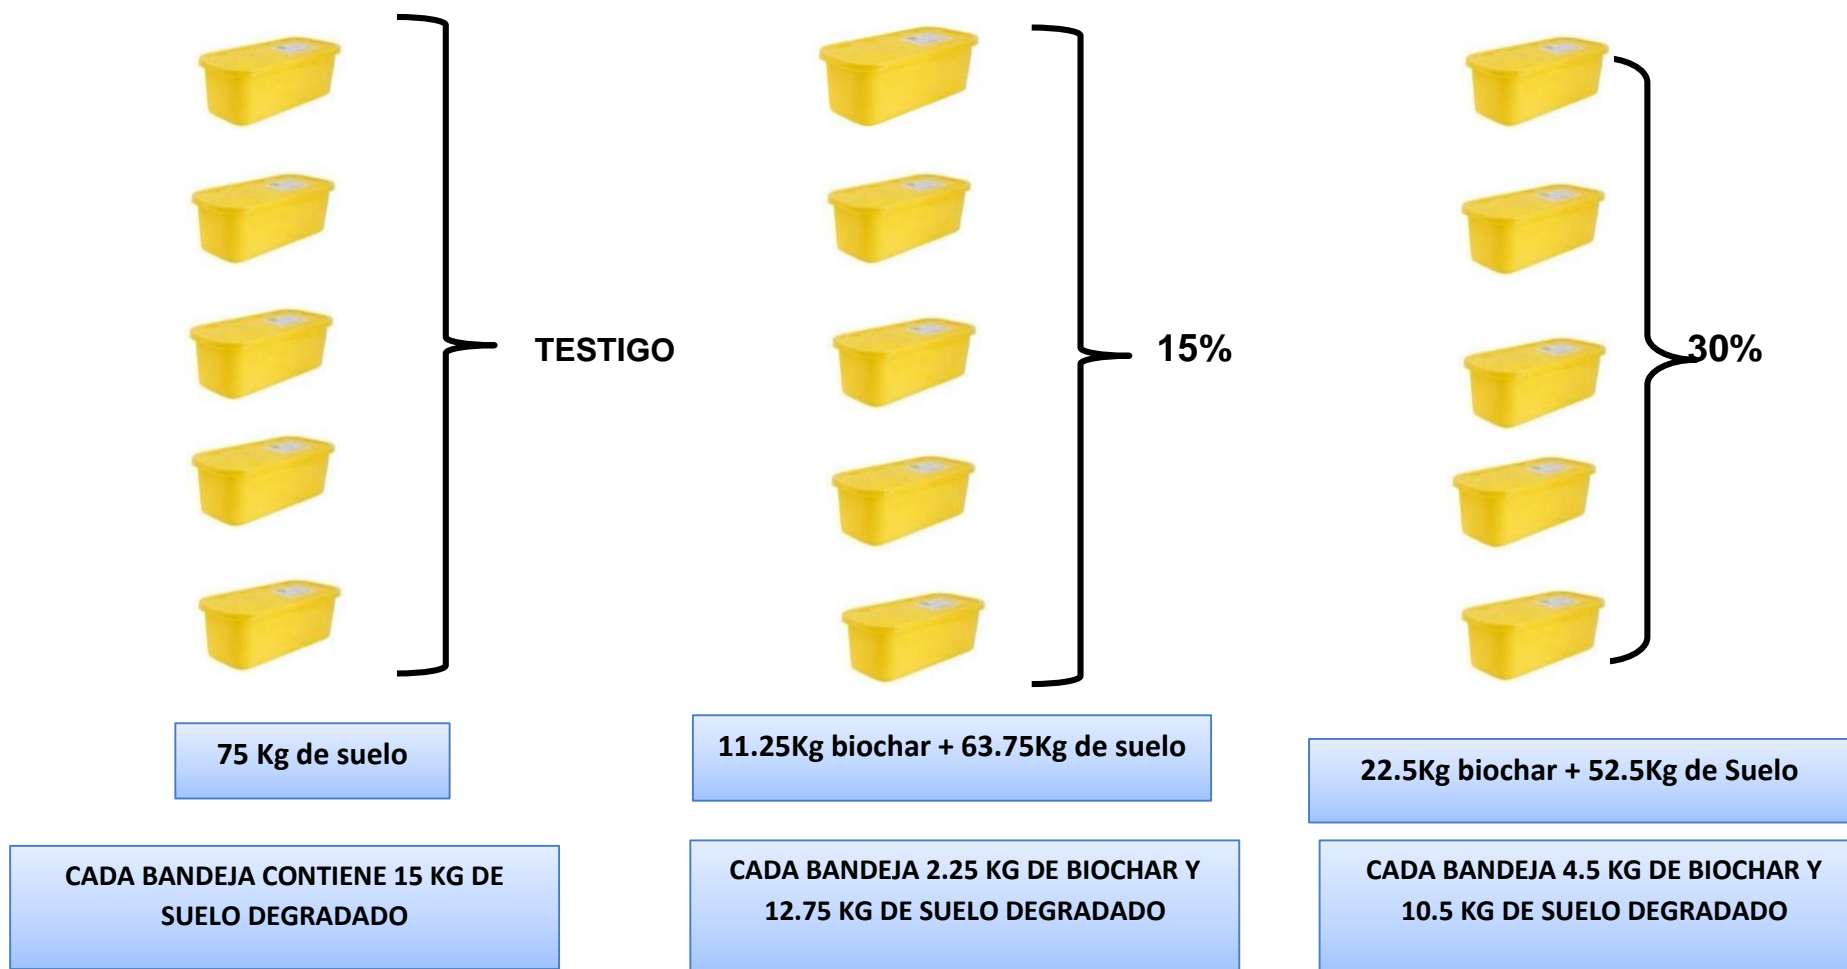 TESTIGO
15%
30%
75 Kg de suelo
11.25Kg biochar + 63.75Kg de suelo
22.5Kg biochar + 52.5Kg de Suelo
CADA BANDEJA CONTIENE 15 KG DE
SUELO DEGRADADO
CADA BANDEJA 2.25 KG DE BIOCHAR Y
12.75 KG DE SUELO DEGRADADO
CADA BANDEJA 4.5 KG DE BIOCHAR Y
10.5 KG DE SUELO DEGRADADO